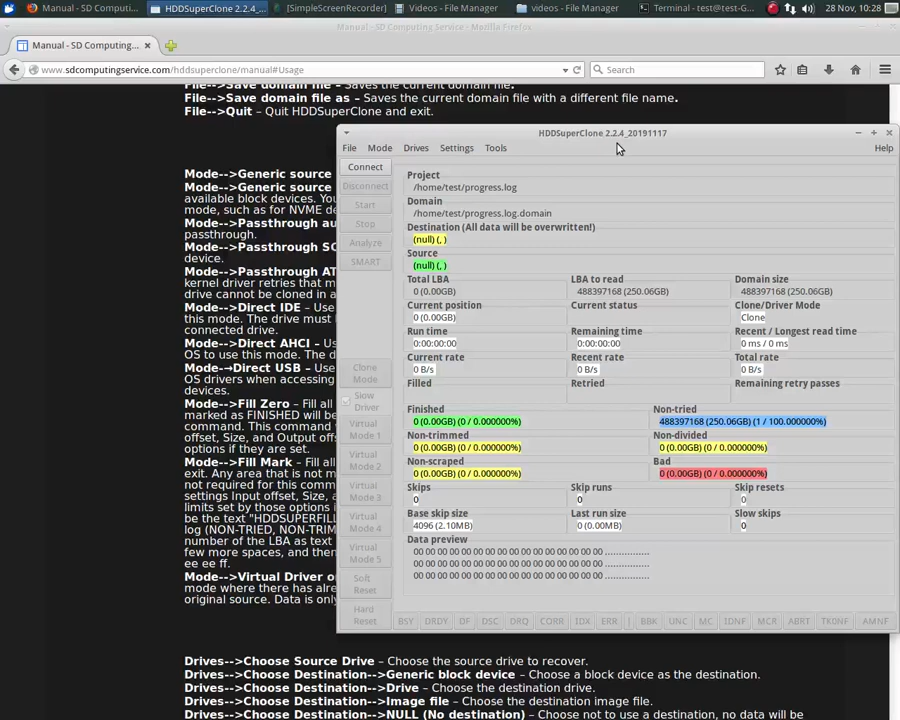 Manual - SD Computing ...
HDDSuperClone 2.2.4_...
[SimpleScreenRecorder]
Videos - File Manager
videos - File Manager
Terminal - test@test-G...
28 Nov, 10:28
Manual - SD Computing Service - Mozilla Firefox
Manual - SD Computing...
www.sdcomputingservice.com/hddsuperclone/manual#Usage
Search
File-->Save domain file – Saves the current domain file.
File-->Save domain file as – Saves the current domain file with a different file name.
File-->Quit – Quit HDDSuperClone and exit.
Mode-->Generic source
Mode-->Generic source
available block devices. You
mode, such as for NVME de
Mode-->Passthrough au
passthrough.
Mode-->Passthrough SC
device.
Mode-->Passthrough AT
kernel driver retries that m
drive cannot be cloned in a
Mode-->Direct IDE – Use
this mode. The drive must
connected drive.
Mode-->Direct AHCI – Us
OS to use this mode. The d
Mode-→Direct USB – Use
OS drivers when accessing
devices.
Mode-->Fill Zero – Fill all
marked as FINISHED will be
command. This command
offset, Size, and Output offs
options if they are set.
Mode-->Fill Mark – Fill all
exit. Any area that is not m
not required for this comm
settings Input offset, Size, a
limits set by those options i
be the text "HDDSUPERFILL
log (NON-TRIED, NON-TRIM
number of the LBA as text
few more spaces, and then
ee ee ff.
Mode-->Virtual Driver or
mode where there has alre
original source. Data is only
Drives-->Choose Source Drive – Choose the source drive to recover.
Drives-->Choose Destination-->Generic block device – Choose a block device as the destination.
Drives-->Choose Destination-->Drive – Choose the destination drive.
Drives-->Choose Destination-->Image file – Choose the destination image file.
Drives-->Choose Destination-->NULL (No destination) – Choose not to use a destination, no data will be
HDDSuperClone 2.2.4_20191117
File Mode Drives Settings Tools Help
Connect
Disconnect
Start
Stop
Analyze
SMART
Clone
Mode
Slow
Driver
Virtual
Mode 1
Virtual
Mode 2
Virtual
Mode 3
Virtual
Mode 4
Virtual
Mode 5
Soft
Reset
Hard
Reset
Project
/home/test/progress.log
Domain
/home/test/progress.log.domain
Destination (All data will be overwritten!)
(null) (, )
Source
(null) (, )
Total LBA LBA to read Domain size
0 (0.00GB) 488397168 (250.06GB) 488397168 (250.06GB)
Current position Current status Clone/Driver Mode
0 (0.00GB) Clone
Run time Remaining time Recent / Longest read time
0:00:00:00 0:00:00:00 0 ms / 0 ms
Current rate Recent rate Total rate
0 B/s 0 B/s 0 B/s
Filled Retried Remaining retry passes
Finished Non-tried
0 (0.00GB) (0 / 0.000000%) 488397168 (250.06GB) (1 / 100.000000%)
Non-trimmed Non-divided
0 (0.00GB) (0 / 0.000000%) 0 (0.00GB) (0 / 0.000000%)
Non-scraped Bad
0 (0.00GB) (0 / 0.000000%) 0 (0.00GB) (0 / 0.000000%)
Skips Skip runs Skip resets
0 0 0
Base skip size Last run size Slow skips
4096 (2.10MB) 0 (0.00MB) 0
Data preview
00 00 00 00 00 00 00 00 00 00 00 00 00 00 00 00 ................
00 00 00 00 00 00 00 00 00 00 00 00 00 00 00 00 ................
00 00 00 00 00 00 00 00 00 00 00 00 00 00 00 00 ................
BSY DRDY DF DSC DRQ CORR IDX ERR | BBK UNC MC IDNF MCR ABRT TKONF AMNF